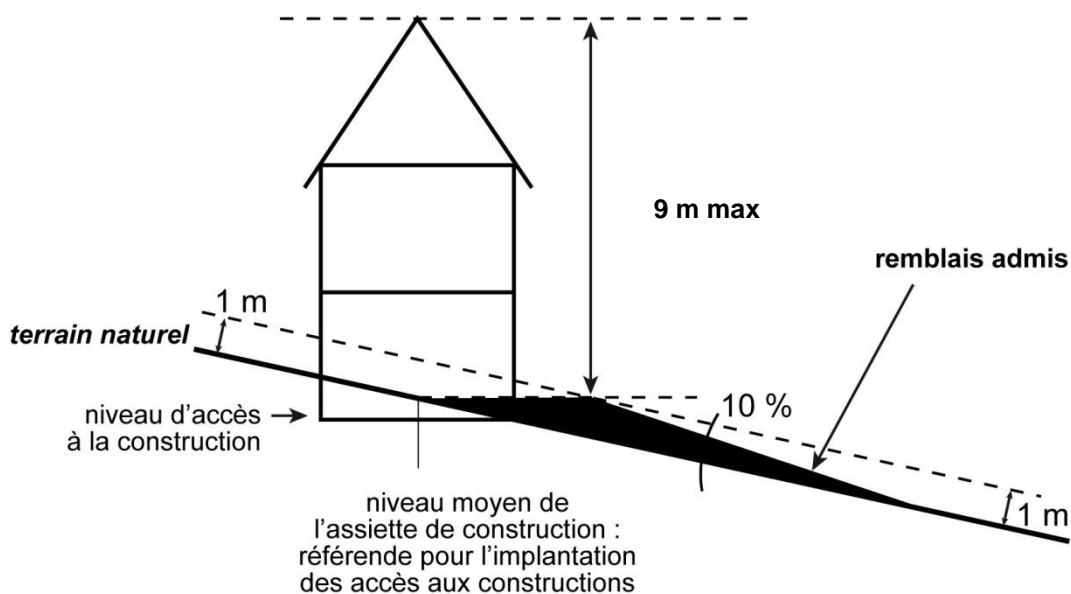 9 m max
remblais admis
1 m
terrain naturel
niveau d’accès
à la construction
10 %
1 m
niveau moyen de
l’assiette de construction :
référende pour l’implantation
des accès aux constructions